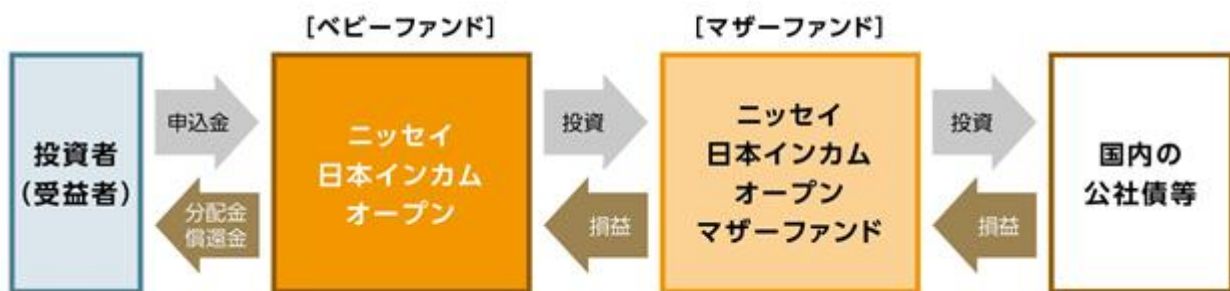 [ベビーファンド]
[マザーファンド]
投資者
(受益者)
申込金
分配金
償還金
ニッセイ
日本インカム
オープン
投資
損益
ニッセイ
日本インカム
オープン
マザーファンド
投資
損益
国内の
公社債等